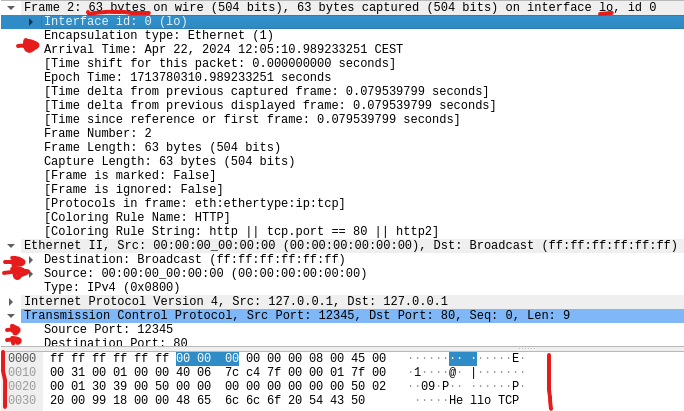 Frame 2: 63 bytes on wire (504 bits), 63 bytes captured (504 bits) on interface lo, id 0
Interface id: 0 (lo)
Encapsulation type: Ethernet (1)
Arrival Time: Apr 22, 2024 12:05:10.989233251 CEST
[Time shift for this packet: 0.000000000 seconds]
Epoch Time: 1713780310.989233251 seconds
[Time delta from previous captured frame: 0.079539799 seconds]
[Time delta from previous displayed frame: 0.079539799 seconds]
[Time since reference or first frame: 0.079539799 seconds]
Frame Number: 2
Frame Length: 63 bytes (504 bits)
Capture Length: 63 bytes (504 bits)
[Frame is marked: False]
[Frame is ignored: False]
[Protocols in frame: eth:ethertype:ip:tcp]
[Coloring Rule Name: HTTP]
[Coloring Rule String: http || tcp.port == 80 || http2]
Ethernet II, Src: 00:00:00_00:00:00 (00:00:00:00:00:00), Dst: Broadcast (ff:ff:ff:ff:ff:ff)
Destination: Broadcast (ff:ff:ff:ff:ff:ff)
Source: 00:00:00_00:00:00 (00:00:00:00:00:00)
Type: IPv4 (0x0800)
Internet Protocol Version 4, Src: 127.0.0.1, Dst: 127.0.0.1
Transmission Control Protocol, Src Port: 12345, Dst Port: 80, Seq: 0, Len: 9
Source Port: 12345
Destination Port: 80
0000 ff ff ff ff ff ff 00 00 00 00 00 00 08 00 45 00 ········ ······E·
0010 00 31 00 01 00 00 40 06 7c c4 7f 00 00 01 7f 00 ·1····@· |·······
0020 00 01 30 39 00 50 00 00 00 00 00 00 00 00 50 02 ··09·P·· ······P·
0030 20 00 99 18 00 00 48 65 6c 6c 6f 20 54 43 50 ·····He llo TCP